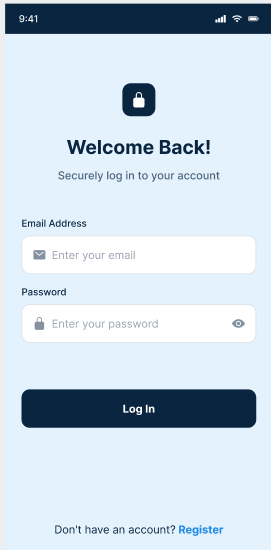 9:41
Welcome Back!
Securely log in to your account
Email Address
Enter your email
Password
Enter your password
Log In
Don't have an account? Register